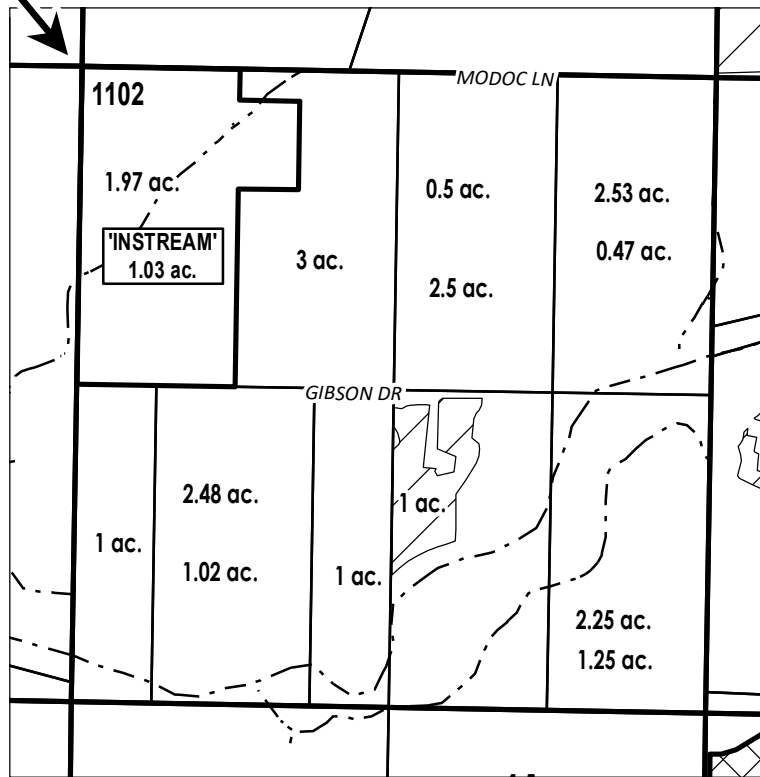 MODOC LN
1102
1.97 ac.
'INSTREAM'
1.03 ac.
3 ac.
0.5 ac.
2.5 ac.
2.53 ac.
0.47 ac.
GIBSON DR
1 ac.
2.48 ac.
1.02 ac.
1 ac.
1 ac.
2.25 ac.
1.25 ac.